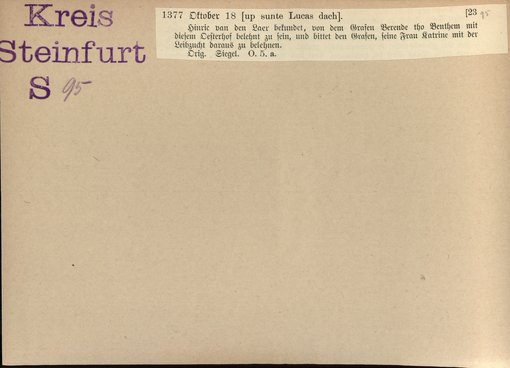 Kreis
Steinfurt
S 95
1377 Oktober 18 [up sunte Lucas dach]. [23 95
Hinric van den Laer bekundet, von dem Grafen Berende tho Benthem mit
diesem Oesterhof belehnt zu sein, und bittet den Grafen, seine Frau Katrine mit der
Leibzucht daraus zu belehnen.
Orig. Siegel. O. 5. a.